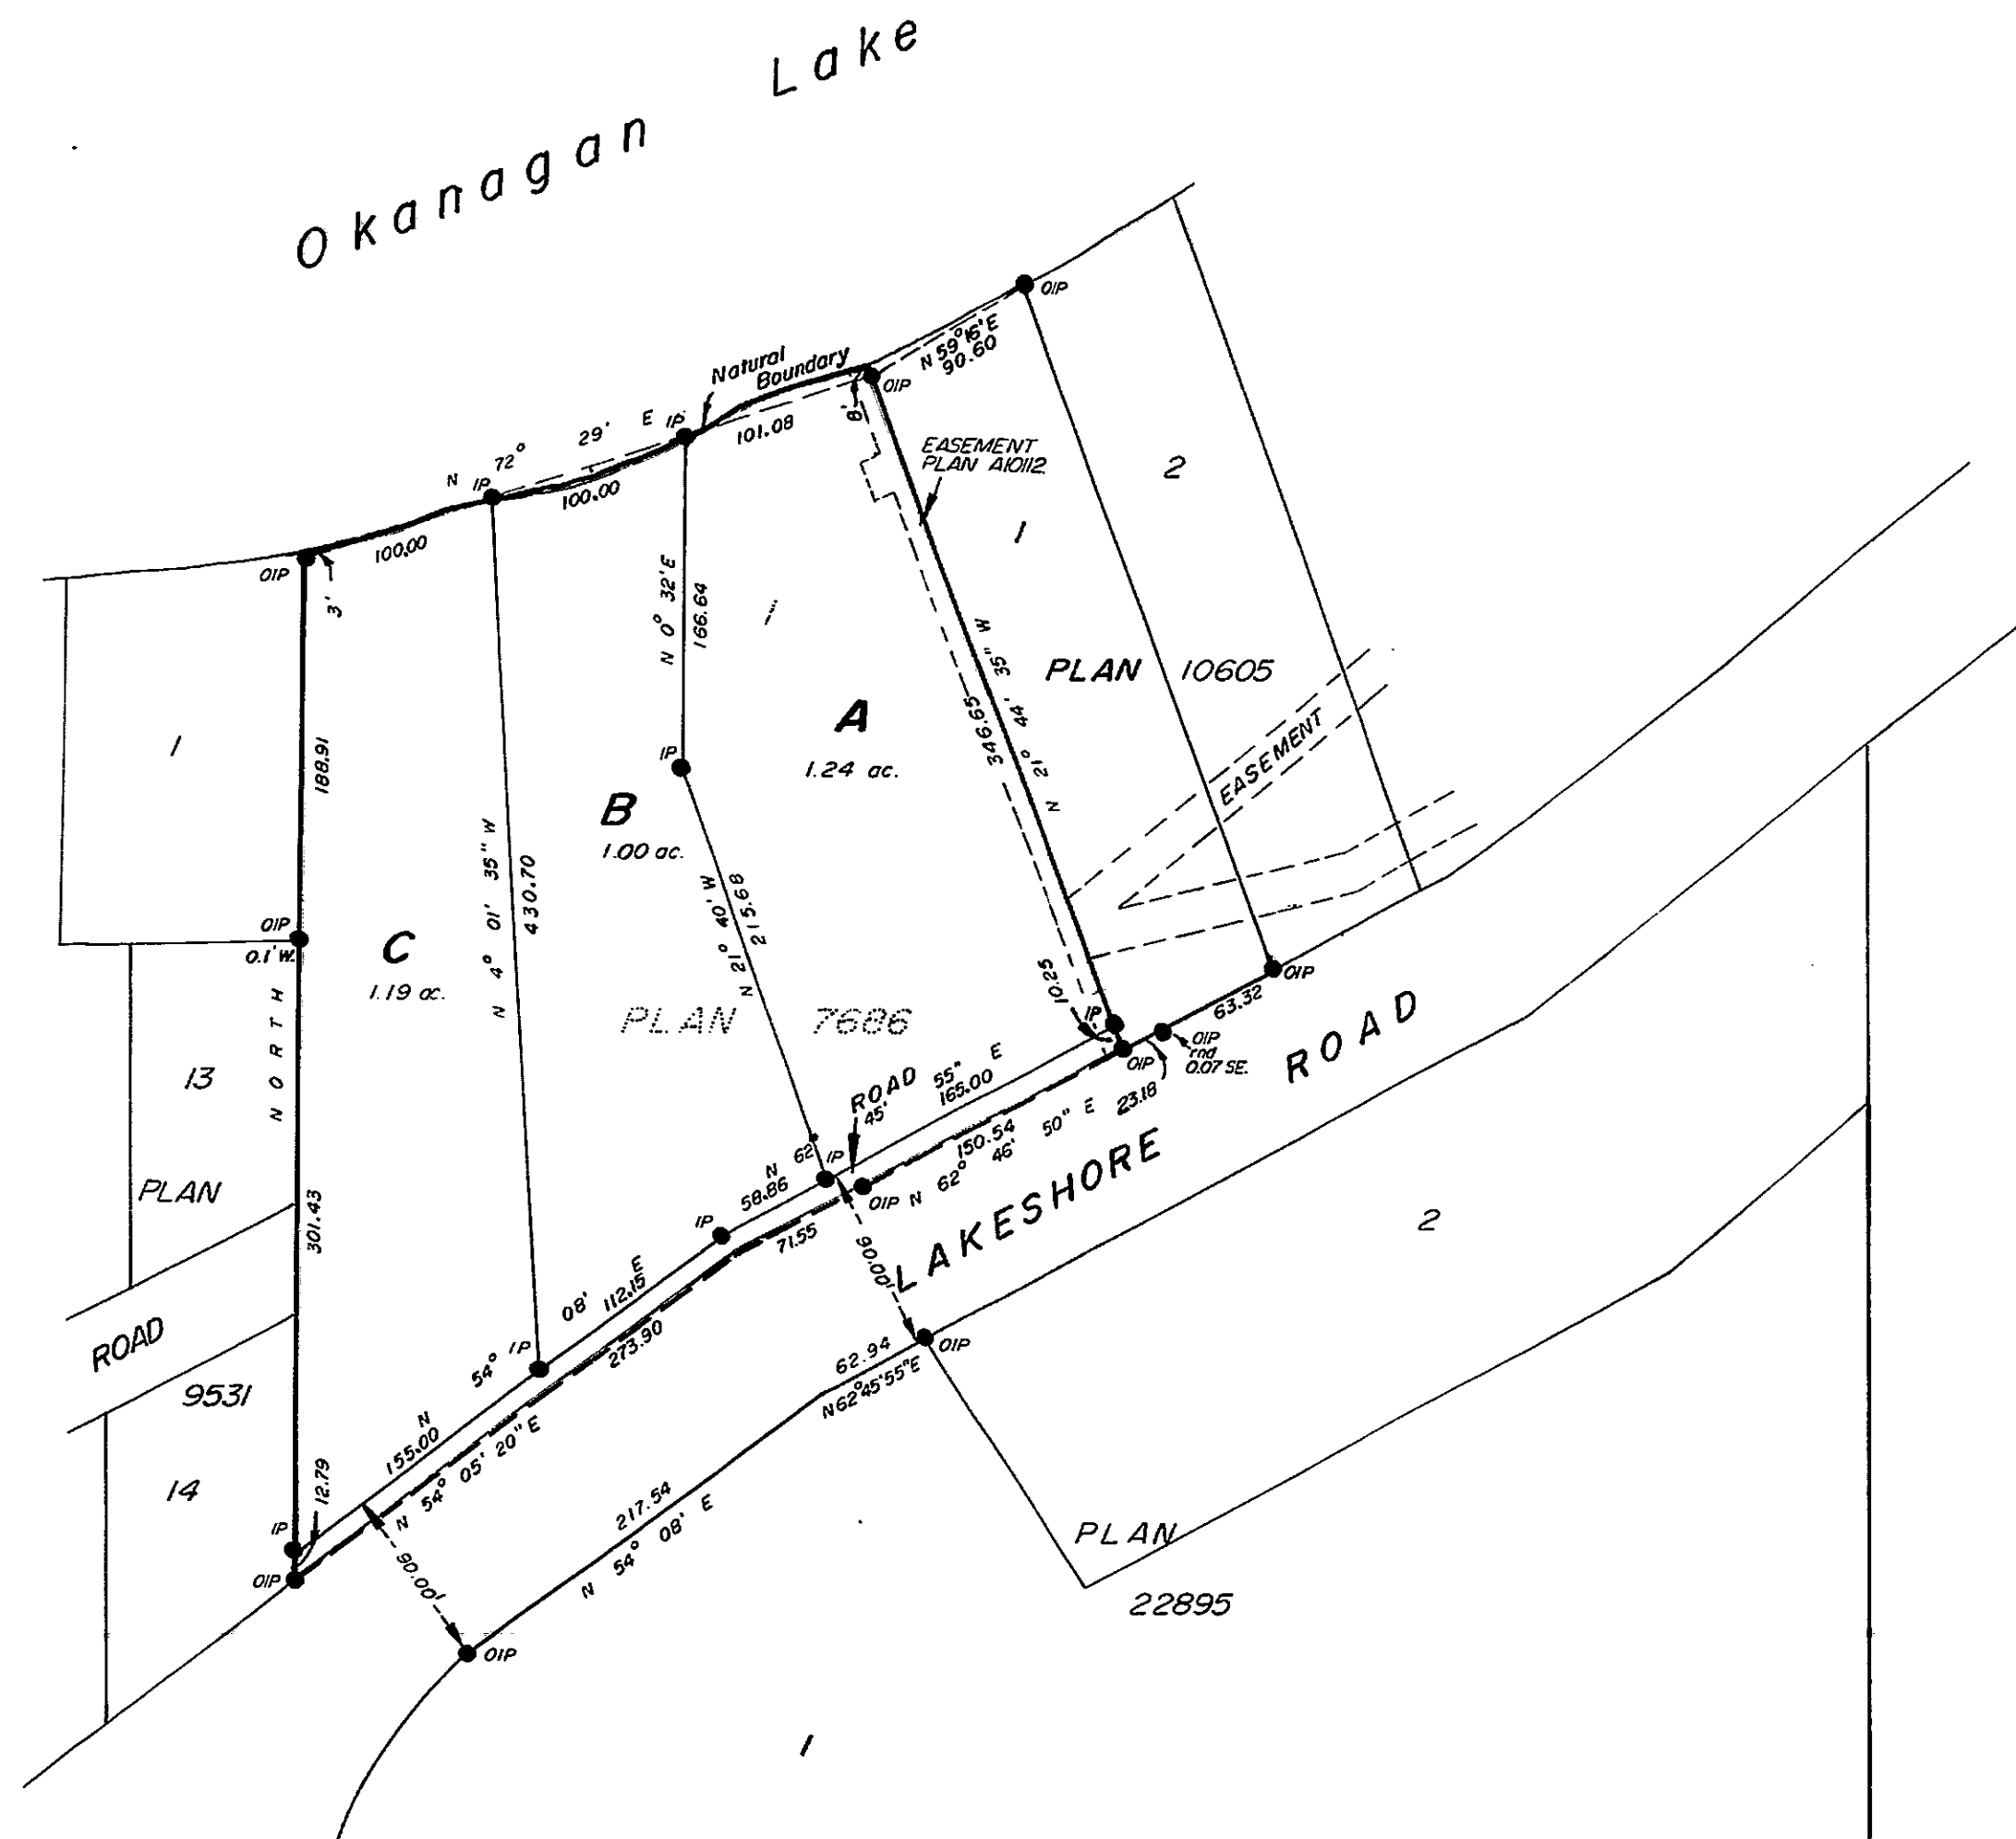 Okanagan Lake
OIP
N 59°16'E
90.60
Natural
Boundary
OIP
N 72° 29' E
IP
IP
101.08
8'
100.00
EASEMENT
PLAN A10112
2
100.00
OIP
3'
1
N 0° 32' E
166.64
1
PLAN 10605
A
1.24 ac.
346.65
N 21° 44' 35" W
EASEMENT
1
188.91
IP
B
1.00 ac.
N 4° 01' 35" W
430.70
N 21° 40' W
215.68
OIP
0.1' W.
C
1.19 ac.
NORTH
PLAN 7686
10.25
IP
OIP
63.32
OIP
OIP
fnd
0.07 SE.
23.18
13
PLAN
301.43
ROAD
9531
14
N 62° 45' 55" E
165.00
ROAD
IP
58.86
150.54
N 62° 46' 50" E
OIP
IP
71.55
LAKESHORE ROAD
90.00'
N 54° 08' E
112.15
IP
273.90
155.00
N 54° 05' 20" E
12.79
IP
OIP
90.00'
OIP
217.54
N 54° 08' E
62.94
N62°45'55"E
OIP
2
PLAN
22895
1